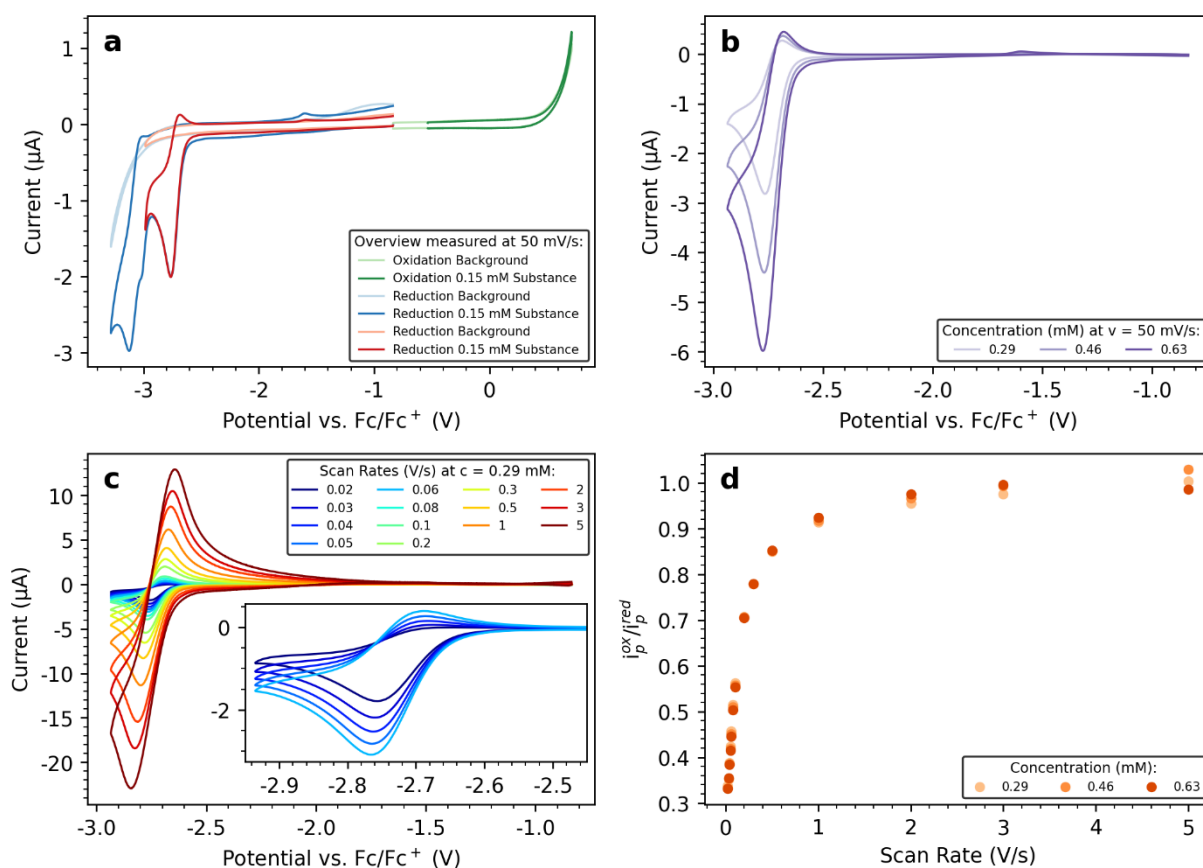 a
1
0
-1
-2
-3
Current (µA)
Overview measured at 50 mV/s:
Oxidation Background
Oxidation 0.15 mM Substance
Reduction Background
Reduction 0.15 mM Substance
Reduction Background
Reduction 0.15 mM Substance
-3 -2 -1 0
Potential vs. Fc/Fc⁺ (V)
b
0
-1
-2
-3
-4
-5
-6
Current (µA)
Concentration (mM) at v = 50 mV/s:
0.29 0.46 0.63
-3.0 -2.5 -2.0 -1.5 -1.0
Potential vs. Fc/Fc⁺ (V)
c
10
5
0
-5
-10
-15
-20
Current (µA)
Scan Rates (V/s) at c = 0.29 mM:
0.02 0.06 0.3 2
0.03 0.08 0.5 3
0.04 0.1 1 5
0.05 0.2
0
-2
-2.9 -2.8 -2.7 -2.6 -2.5
-3.0 -2.5 -2.0 -1.5 -1.0
Potential vs. Fc/Fc⁺ (V)
d
1.0
0.9
0.8
0.7
0.6
0.5
0.4
0.3
i_p^ox/i_p^red
Concentration (mM):
0.29 0.46 0.63
0 1 2 3 4 5
Scan Rate (V/s)